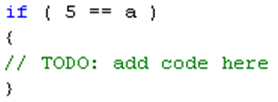 if ( 5 == a )
{
// TODO: add code here
}